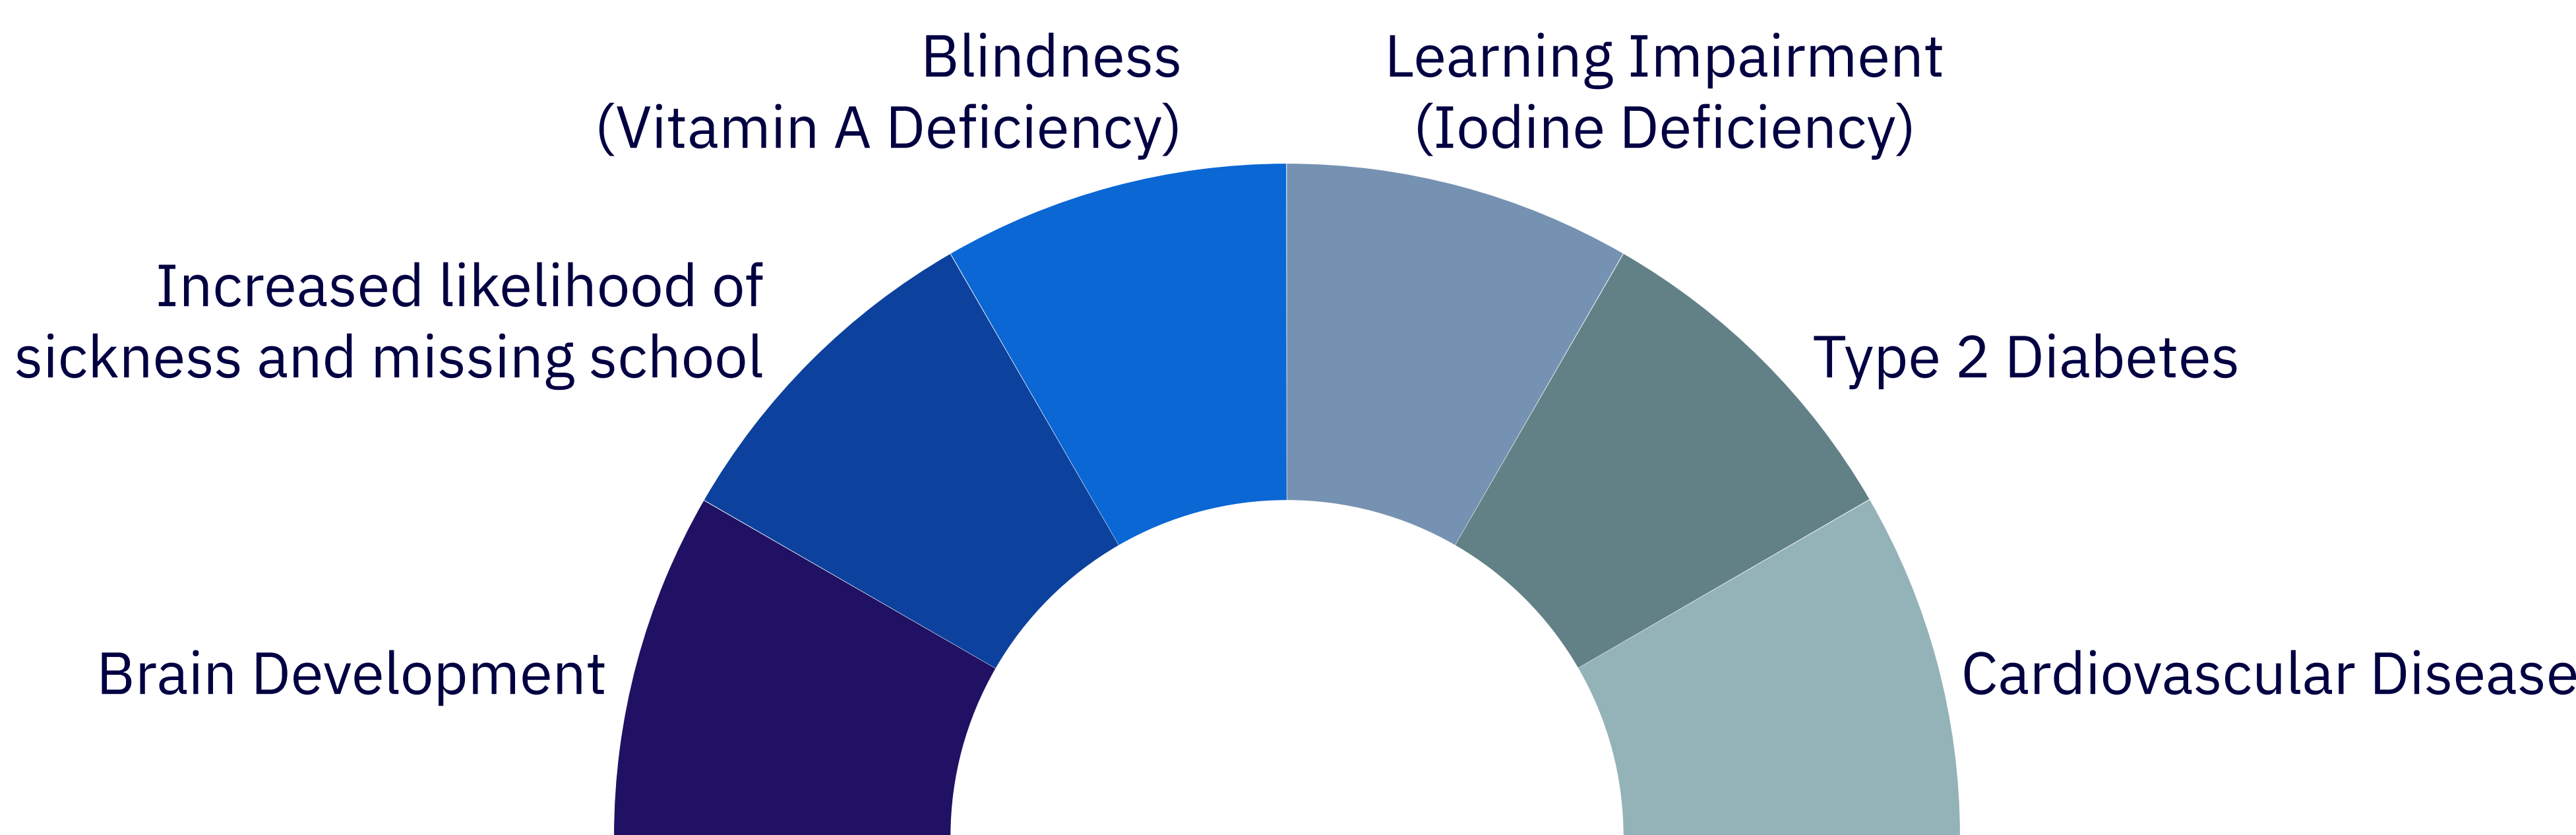 Blindness
(Vitamin A Deficiency)
Learning Impairment
(Iodine Deficiency)
Increased likelihood of
sickness and missing school
Type 2 Diabetes
Brain Development
Cardiovascular Disease